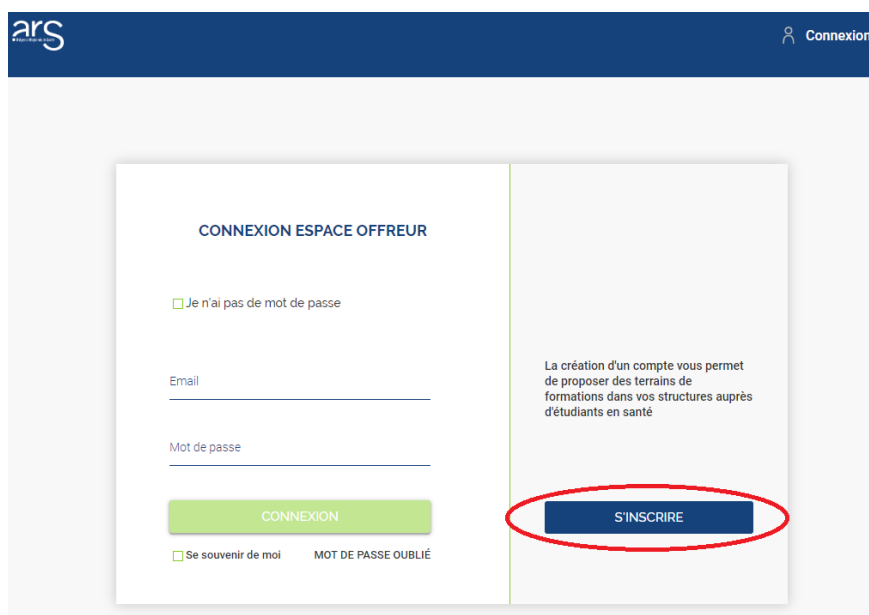 ars
Connexion
CONNEXION ESPACE OFFREUR
Je n'ai pas de mot de passe
Email
Mot de passe
CONNEXION
Se souvenir de moi
MOT DE PASSE OUBLIÉ
La création d'un compte vous permet
de proposer des terrains de
formations dans vos structures auprès
d'étudiants en santé
S'INSCRIRE